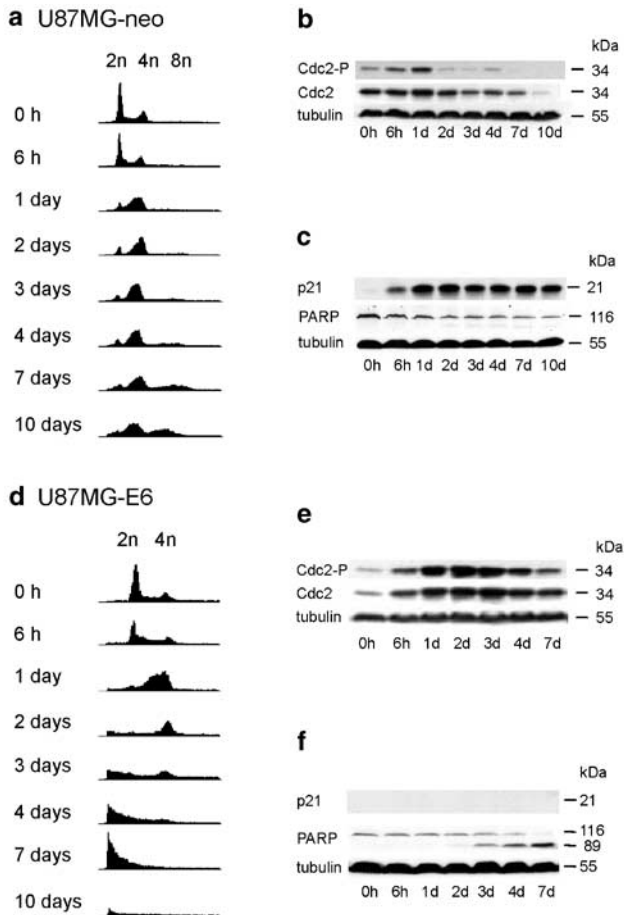 a U87MG-neo
2n 4n 8n
0 h
6 h
1 day
2 days
3 days
4 days
7 days
10 days
b
kDa
Cdc2-P 34
Cdc2 34
tubulin 55
0h 6h 1d 2d 3d 4d 7d 10d
c
kDa
p21 21
PARP 116
tubulin 55
0h 6h 1d 2d 3d 4d 7d 10d
d U87MG-E6
2n 4n
0 h
6 h
1 day
2 days
3 days
4 days
7 days
10 days
e
kDa
Cdc2-P 34
Cdc2 34
tubulin 55
0h 6h 1d 2d 3d 4d 7d
f
kDa
p21 21
PARP 116
89
tubulin 55
0h 6h 1d 2d 3d 4d 7d